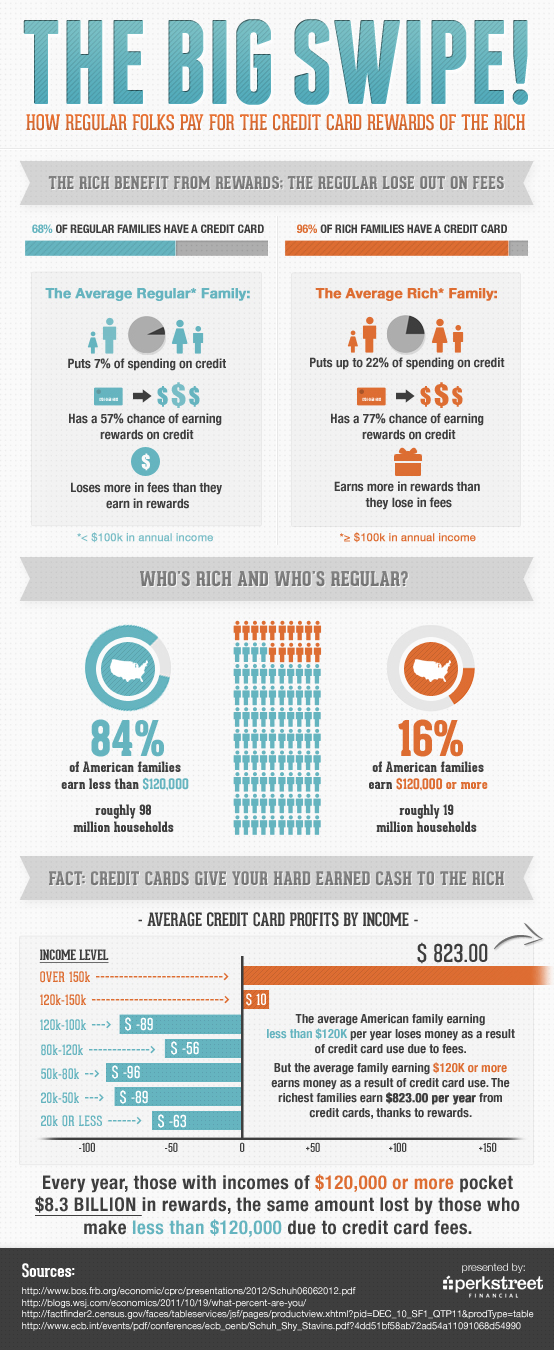 THE BIG SWIPE!
HOW REGULAR FOLKS PAY FOR THE CREDIT CARD REWARDS OF THE RICH
THE RICH BENEFIT FROM REWARDS; THE REGULAR LOSE OUT ON FEES
68% OF REGULAR FAMILIES HAVE A CREDIT CARD
The Average Regular* Family:
Puts 7% of spending on credit
$ $ $
Has a 57% chance of earning
rewards on credit
$
Loses more in fees than they
earn in rewards
*< $100k in annual income
96% OF RICH FAMILIES HAVE A CREDIT CARD
The Average Rich* Family:
Puts up to 22% of spending on credit
$ $ $
Has a 77% chance of earning
rewards on credit
Earns more in rewards than
they lose in fees
*≥ $100k in annual income
WHO'S RICH AND WHO'S REGULAR?
84%
of American families
earn less than $120,000
roughly 98
million households
16%
of American families
earn $120,000 or more
roughly 19
million households
FACT: CREDIT CARDS GIVE YOUR HARD EARNED CASH TO THE RICH
- AVERAGE CREDIT CARD PROFITS BY INCOME -
INCOME LEVEL
$ 823.00
OVER 150k
120k-150k
$ 10
120k-100k
$ -89
80k-120k
$ -56
50k-80k
$ -96
20k-50k
$ -89
20k OR LESS
$ -63
The average American family earning
less than $120K per year loses money as a result
of credit card use due to fees.
But the average family earning $120K or more
earns money as a result of credit card use. The
richest families earn $823.00 per year from
credit cards, thanks to rewards.
-100 -50 0 +50 +100 +150
Every year, those with incomes of $120,000 or more pocket
$8.3 BILLION in rewards, the same amount lost by those who
make less than $120,000 due to credit card fees.
Sources:
http://www.bos.frb.org/economic/cprc/presentations/2012/Schuh06062012.pdf
http://blogs.wsj.com/economics/2011/10/19/what-percent-are-you/
http://factfinder2.census.gov/faces/tableservices/jsf/pages/productview.xhtml?pid=DEC_10_SF1_QTP11&prodType=table
http://www.ecb.int/events/pdf/conferences/ecb_oenb/Schuh_Shy_Stavins.pdf?4dd51bf58ab72ad54a11091068d54990
presented by:
perkstreet
FINANCIAL